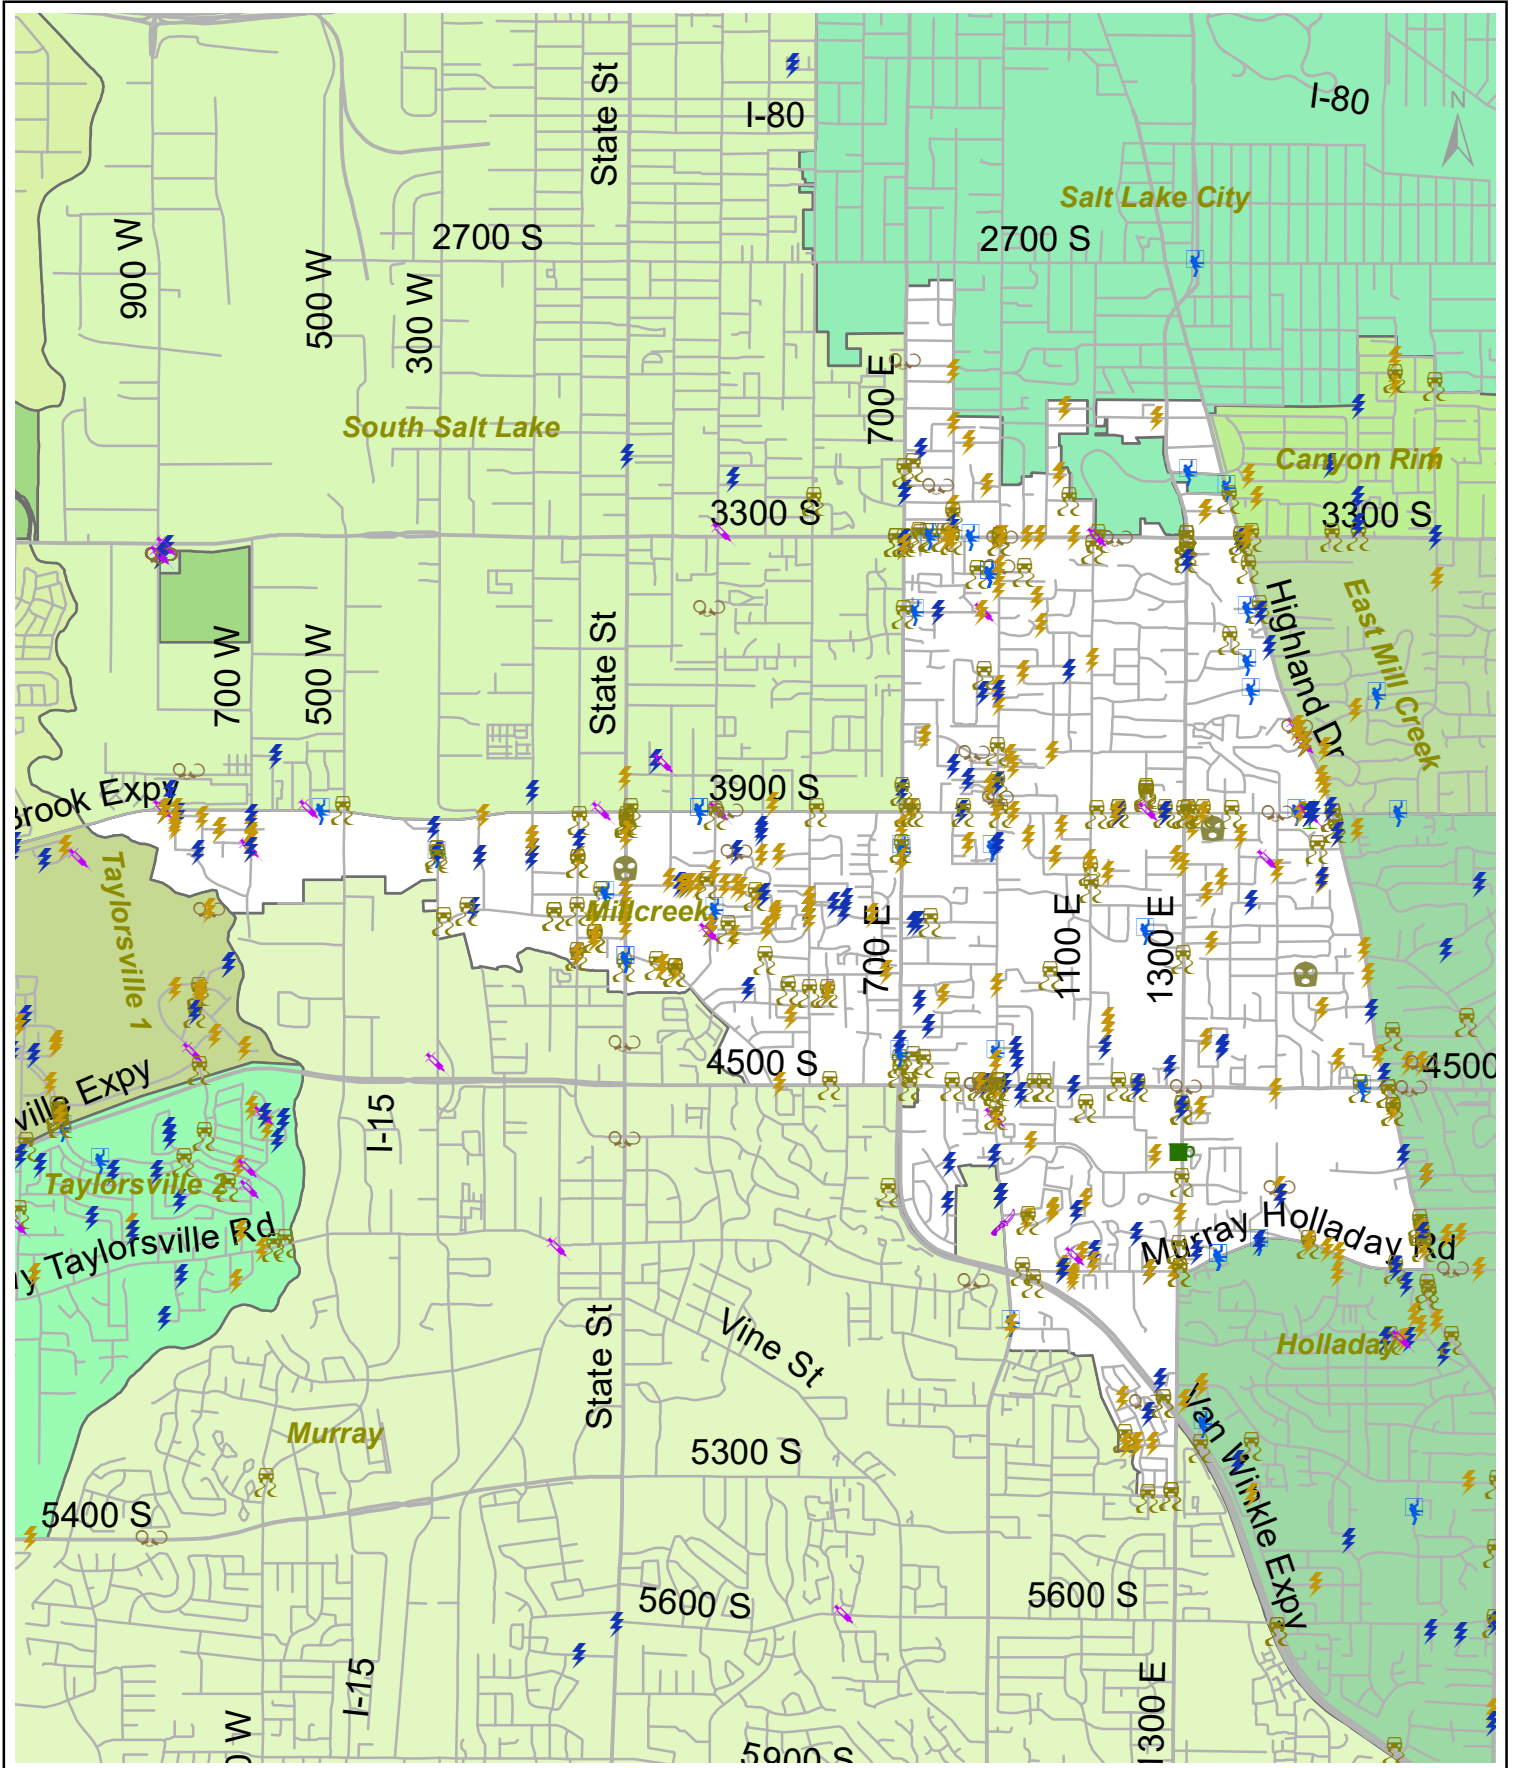 State St
I-80
I-80
N
Salt Lake City
2700 S
2700 S
900 W
500 W
300 W
700 E
South Salt Lake
Canyon Rim
3300 S
3300 S
Highland Dr
East Mill Creek
700 W
500 W
State St
3900 S
Brook Expy
Taylorsville 1
Millcreek
700 E
1100 E
1300 E
4500 S
4500
ville Expy
I-15
Taylorsville 2
y Taylorsville Rd
Murray Holladay Rd
State St
Vine St
Holladay
Murray
5300 S
Van Winkle Expy
5400 S
5600 S
5600 S
I-15
1300 E
0 W
5900 S